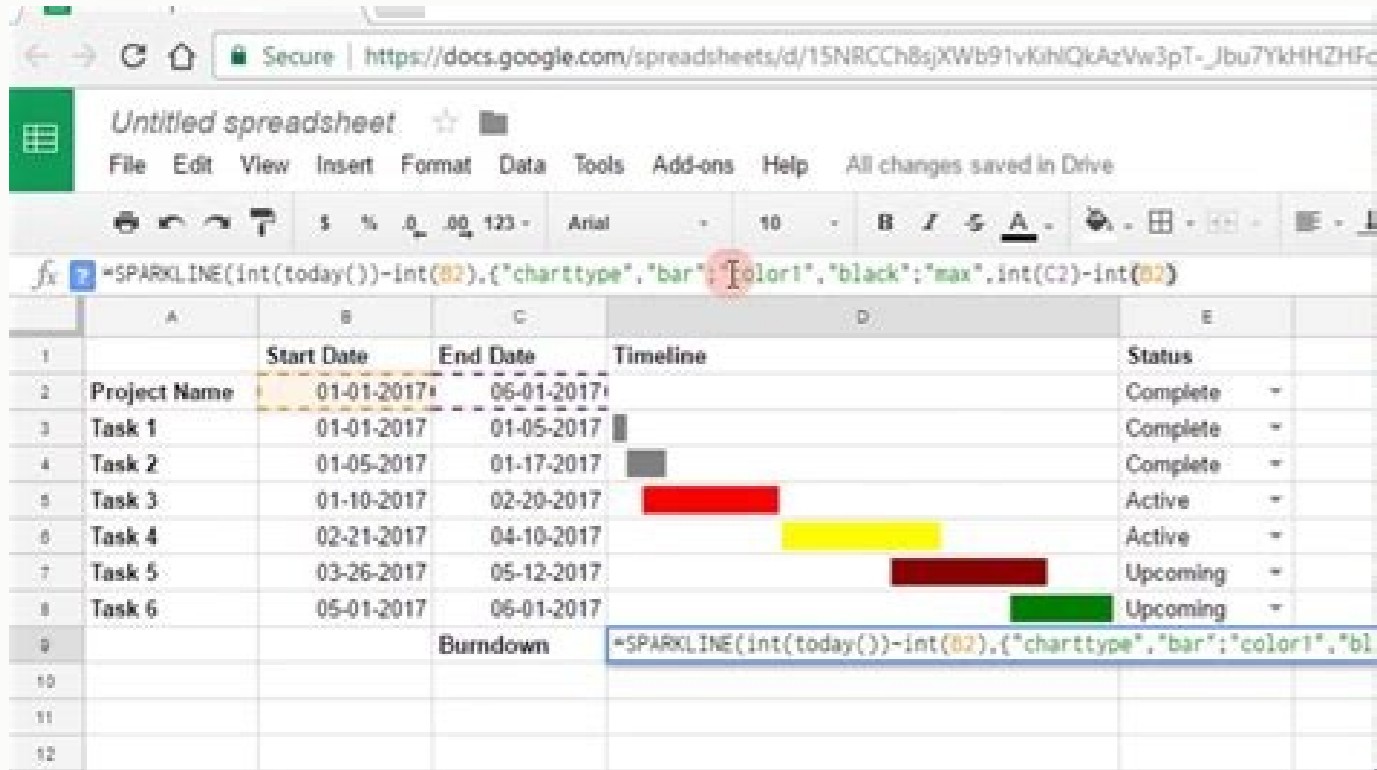 Secure | https://docs.google.com/spreadsheets/d/15NRCCh8sjXWb91vKihlQkAzVw3pT-_Jbu7YkHHZHFc
Untitled spreadsheet
File Edit View Insert Format Data Tools Add-ons Help All changes saved in Drive
$ % .0 .00 123 Arial 10 B I S A
fx ? =SPARKLINE(int(today())-int(B2),{"charttype","bar";"color1","black";"max",int(C2)-int(B2)
A B C D E
1 Start Date End Date Timeline Status
2 Project Name 01-01-2017 06-01-2017 Complete
3 Task 1 01-01-2017 01-05-2017 Complete
4 Task 2 01-05-2017 01-17-2017 Complete
5 Task 3 01-10-2017 02-20-2017 Active
6 Task 4 02-21-2017 04-10-2017 Active
7 Task 5 03-26-2017 05-12-2017 Upcoming
8 Task 6 05-01-2017 06-01-2017 Upcoming
9 Burndown =SPARKLINE(int(today())-int(B2),{"charttype","bar";"color1","bl
10
11
12